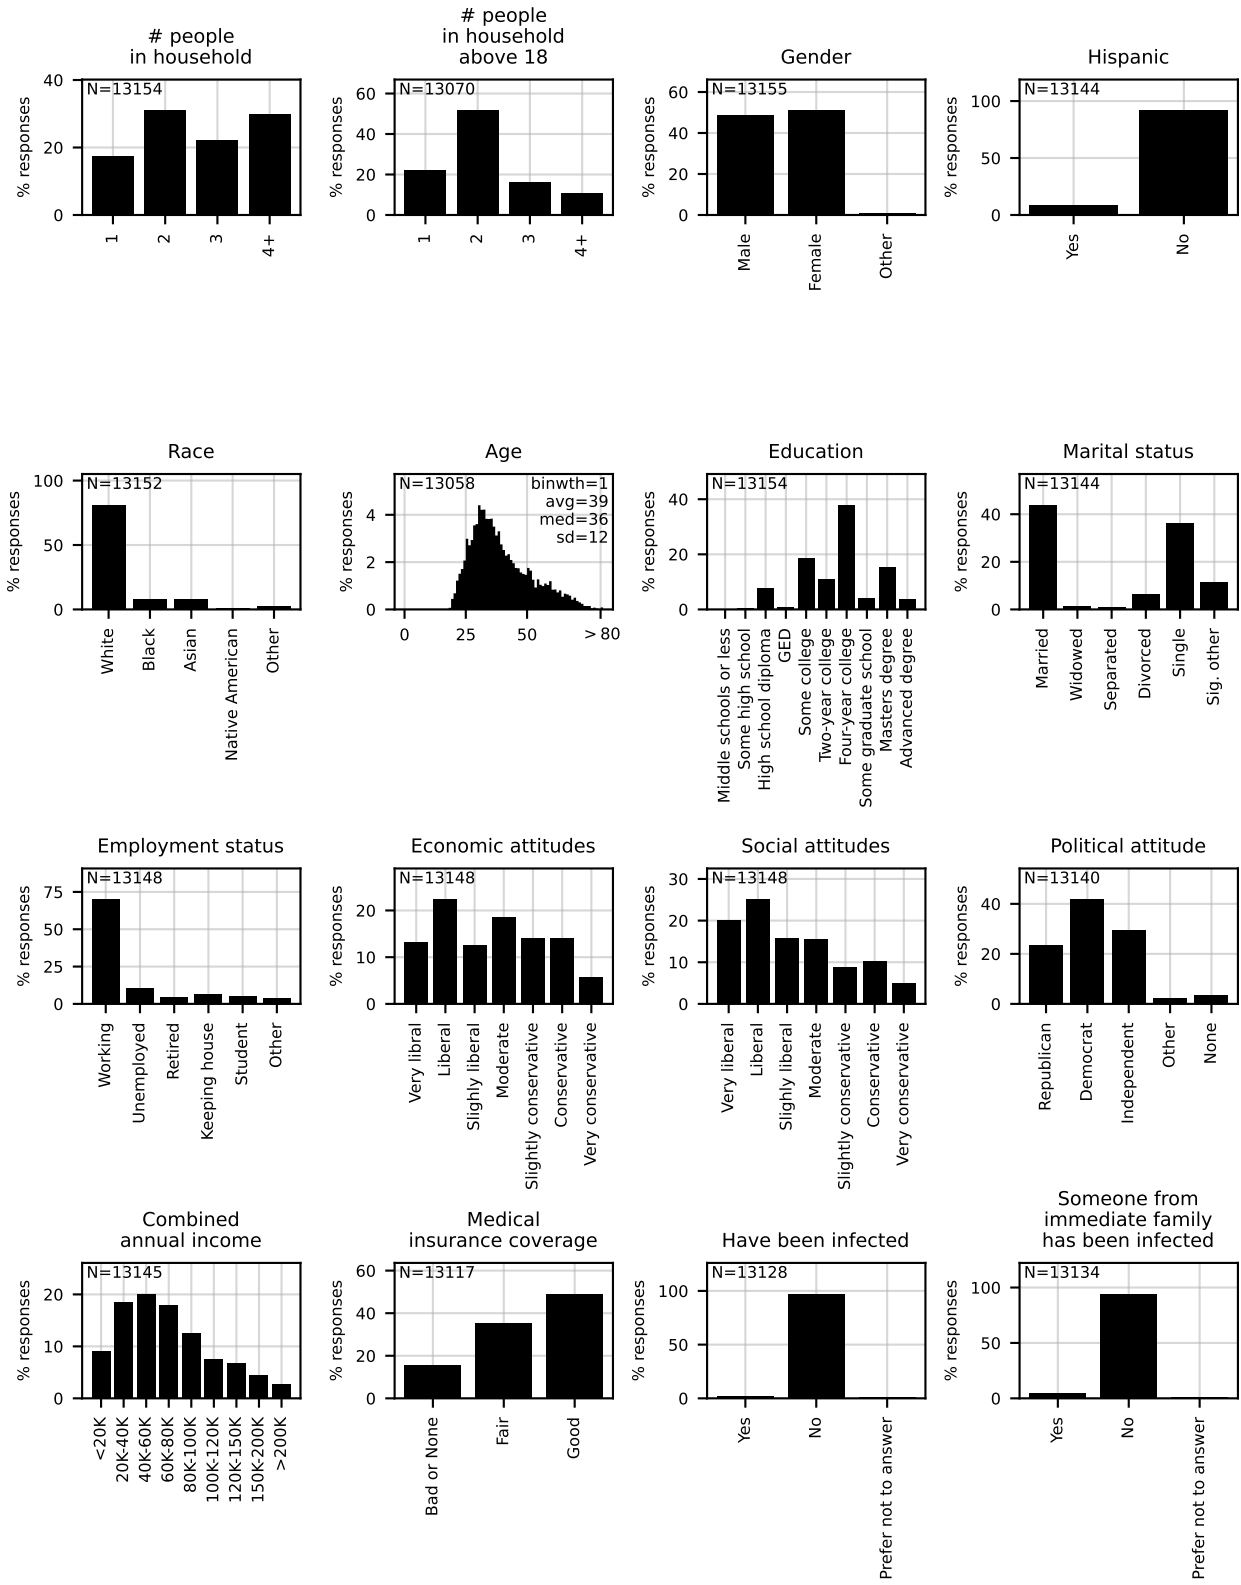 # people
in household
N=13154
% responses
40
20
0
1
2
3
4+
# people
in household
above 18
N=13070
% responses
60
40
20
0
1
2
3
4+
Gender
N=13155
% responses
60
40
20
0
Male
Female
Other
Hispanic
N=13144
% responses
100
50
0
Yes
No
Race
N=13152
% responses
100
50
0
White
Black
Asian
Native American
Other
Age
N=13058
binwth=1
avg=39
med=36
sd=12
% responses
4
2
0
0
25
50
> 80
Education
N=13154
% responses
40
20
0
Middle schools or less
Some high school
High school diploma
GED
Some college
Two-year college
Four-year college
Some graduate school
Masters degree
Advanced degree
Marital status
N=13144
% responses
40
20
0
Married
Widowed
Separated
Divorced
Single
Sig. other
Employment status
N=13148
% responses
75
50
25
0
Working
Unemployed
Retired
Keeping house
Student
Other
Economic attitudes
N=13148
% responses
20
10
0
Very libral
Liberal
Slighly liberal
Moderate
Slightly conservative
Conservative
Very conservative
Social attitudes
N=13148
% responses
30
20
10
0
Very liberal
Liberal
Slighly liberal
Moderate
Slightly conservative
Conservative
Very conservative
Political attitude
N=13140
% responses
40
20
0
Republican
Democrat
Independent
Other
None
Combined
annual income
N=13145
% responses
20
10
0
<20K
20K-40K
40K-60K
60K-80K
80K-100K
100K-120K
120K-150K
150K-200K
>200K
Medical
insurance coverage
N=13117
% responses
60
40
20
0
Bad or None
Fair
Good
Have been infected
N=13128
% responses
100
50
0
Yes
No
Prefer not to answer
Someone from
immediate family
has been infected
N=13134
% responses
100
50
0
Yes
No
Prefer not to answer